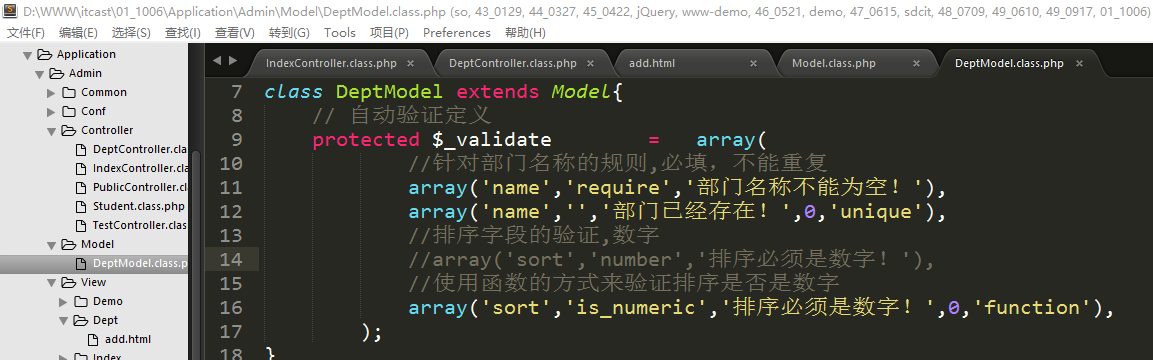 D:\WWW\itcast\01_1006\Application\Admin\Model\DeptModel.class.php (so, 43_0129, 44_0327, 45_0422, jQuery, www-demo, 46_0521, demo, 47_0615, sdcit, 48_0709, 49_0610, 49_0917, 01_1006)
文件(F) 编辑(E) 选择(S) 查找(I) 查看(V) 转到(G) Tools 项目(P) Preferences 帮助(H)
Application
Admin
Common
Conf
Controller
DeptController.cla
IndexController.cla
PublicController.cl
Student.class.php
TestController.clas
Model
DeptModel.class.p
View
Demo
Dept
add.html
Index
IndexController.class.php × DeptController.class.php × add.html × Model.class.php × DeptModel.class.php ×
7 class DeptModel extends Model{
8 // 自动验证定义
9 protected $_validate = array(
10 //针对部门名称的规则,必填，不能重复
11 array('name','require','部门名称不能为空！'),
12 array('name','','部门已经存在！',0,'unique'),
13 //排序字段的验证,数字
14 //array('sort','number','排序必须是数字！'),
15 //使用函数的方式来验证排序是否是数字
16 array('sort','is_numeric','排序必须是数字！',0,'function'),
17 );
18 }